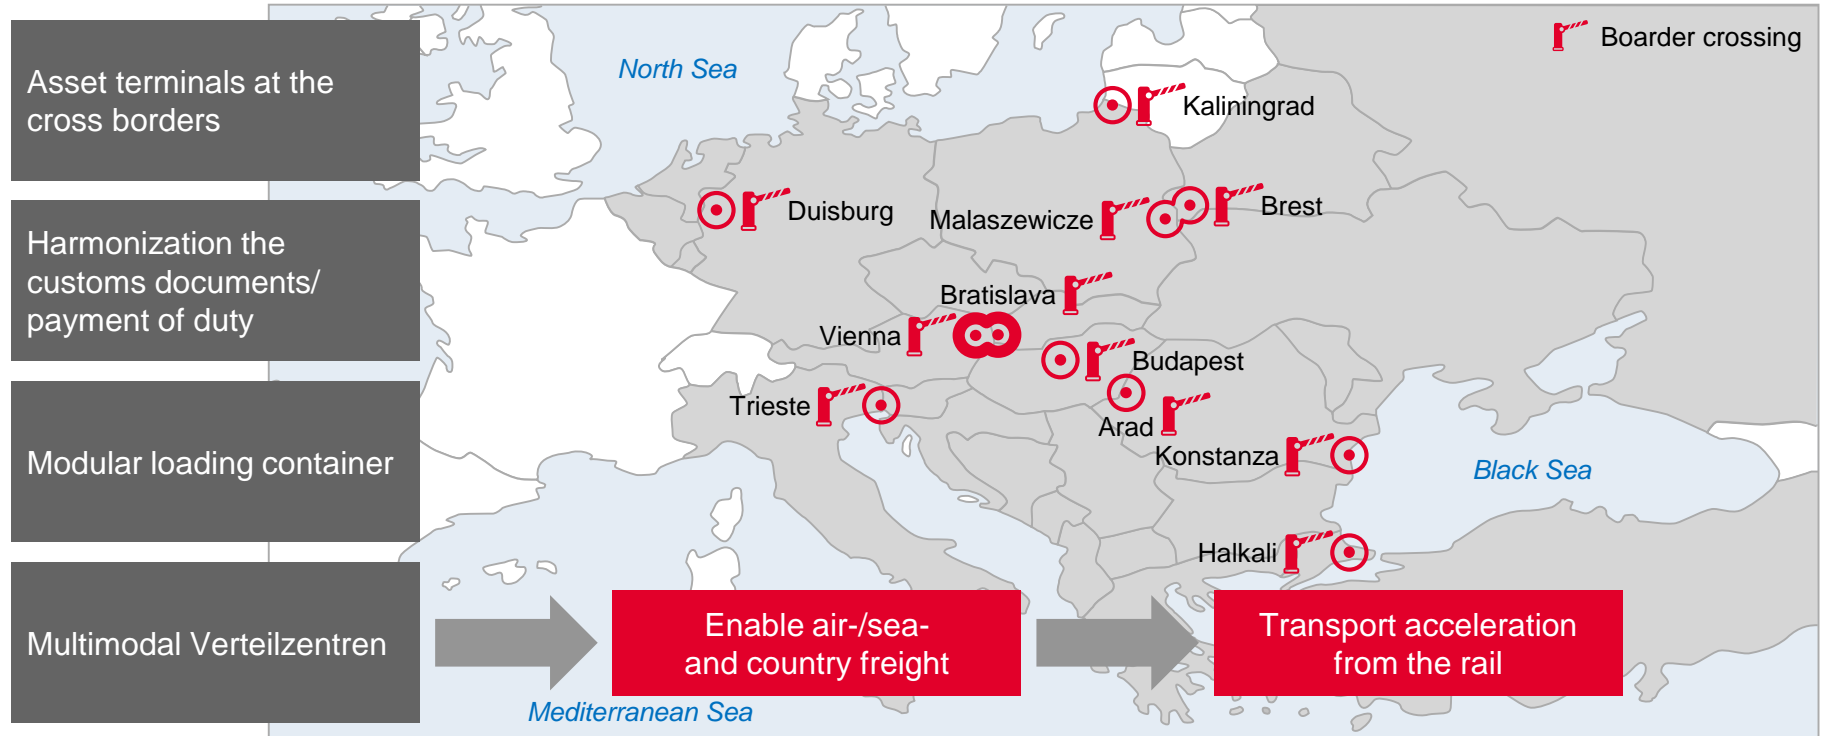 Asset terminals at the
cross borders
Harmonization the
customs documents/
payment of duty
Modular loading container
Multimodal Verteilzentren
North Sea
Boarder crossing
Kaliningrad
Duisburg
Malaszewicze
Brest
Bratislava
Vienna
Budapest
Trieste
Arad
Konstanza
Black Sea
Halkali
Enable air-/sea-
and country freight
Transport acceleration
from the rail
Mediterranean Sea